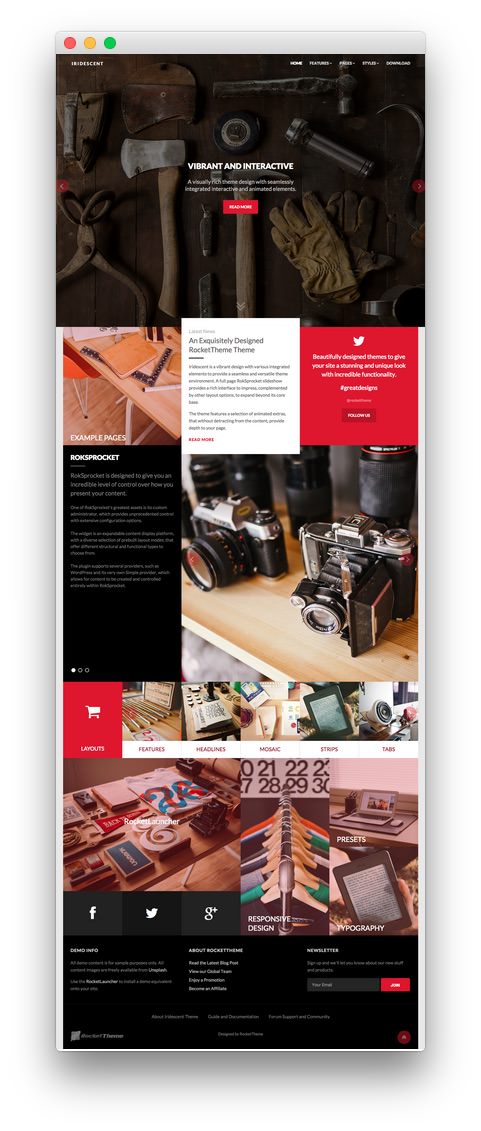 IRIDESCENT
HOME FEATURES PAGES STYLES DOWNLOAD
VIBRANT AND INTERACTIVE
A visually rich theme design with seamlessly
integrated interactive and animated elements.
READ MORE
EXAMPLE PAGES
Latest News
An Exquisitely Designed
RocketTheme Theme
Iridescent is a vibrant design with various integrated
elements to provide a seamless and versatile theme
environment. A full page RokSprocket slideshow
provides a rich interface to impress, complemented
by other layout options, to expand beyond its core
base.
The theme features a selection of animated extras,
that without detracting from the content, provide
depth to your page.
READ MORE
Beautifully designed themes to give
your site a stunning and unique look
with incredible functionality.
#greatdesigns
@rockettheme
FOLLOW US
ROKSPROCKET
RokSprocket is designed to give you an
incredible level of control over how you
present your content.
One of RokSprocket's greatest assets is its custom
administrator, which provides unprecedented control
with extensive configuration options.
The widget is an expandable content display platform,
with a diverse selection of prebuilt layout modes, that
offer different structural and functional types to
choose from.
The plugin supports several providers, such as
WordPress and its very own Simple provider, which
allows for content to be created and controlled
entirely within RokSprocket.
LAYOUTS
FEATURES
HEADLINES
MOSAIC
STRIPS
TABS
RocketLauncher
20 21 22 23
27 28 29 30
PRESETS
RESPONSIVE
DESIGN
TYPOGRAPHY
DEMO INFO
All demo content is for sample purposes only. All
content images are freely available from Unsplash.
Use the RocketLauncher to install a demo equivalent
onto your site.
ABOUT ROCKETTHEME
Read the Latest Blog Post
View our Global Team
Enjoy a Promotion
Become an Affiliate
NEWSLETTER
Sign up and we'll let you know about our new stuff
and products.
Your Email
JOIN
About Iridescent Theme Guide and Documentation Forum Support and Community
RocketTheme
Designed by RocketTheme